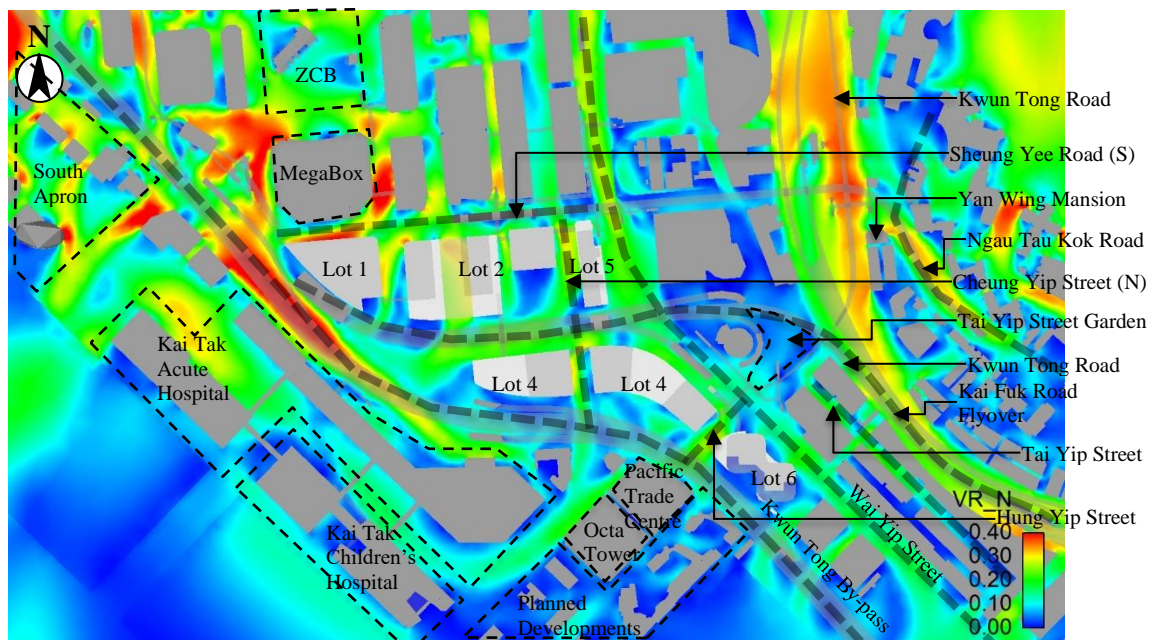 N
ZCB
Kwun Tong Road
Sheung Yee Road (S)
South
Apron
MegaBox
Yan Wing Mansion
Ngau Tau Kok Road
Lot 1
Lot 2
Lot 5
Cheung Yip Street (N)
Tai Yip Street Garden
Kai Tak
Acute
Hospital
Lot 4
Lot 4
Kwun Tong Road
Kai Fuk Road
Flyover
Tai Yip Street
Pacific
Trade
Centre
Lot 6
Octa
Tower
Kai Tak
Children's
Hospital
Planned
Developments
Kwun Tong By-pass
Wai Yip Street
Hung Yip Street
VR_N
0.40
0.30
0.20
0.10
0.00